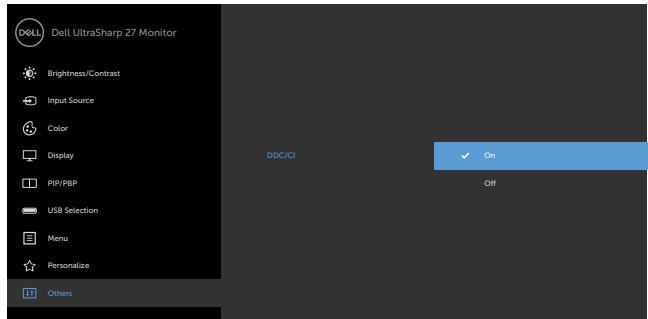 DELL
Dell UltraSharp 27 Monitor
Brightness/Contrast
Input Source
Color
Display
DDC/CI
On
PIP/PBP
Off
USB Selection
Menu
Personalize
Others